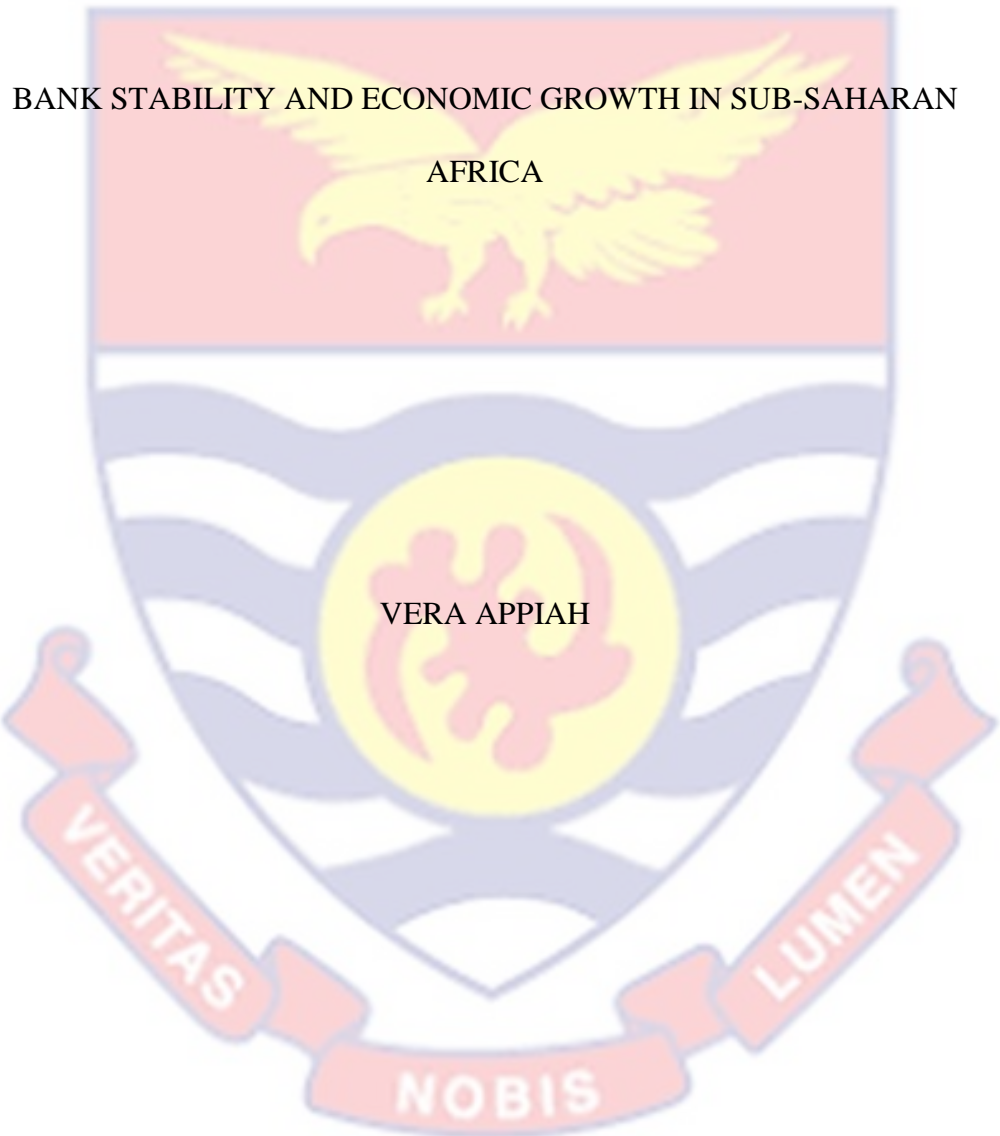 BANK STABILITY AND ECONOMIC GROWTH IN SUB-SAHARAN
AFRICA
VERA APPIAH
VERITAS
NOBIS
LUMEN